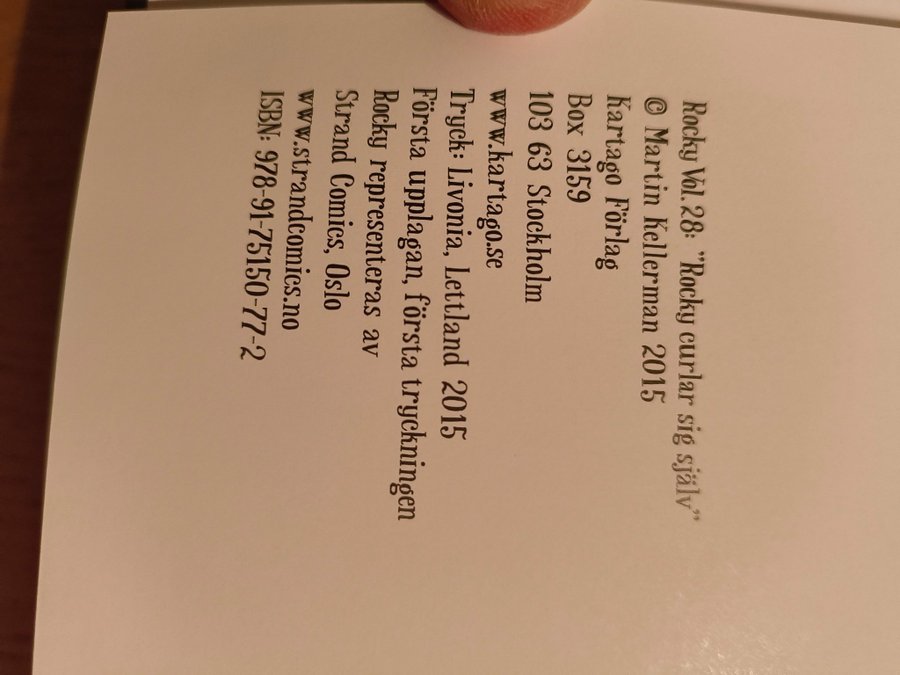 Rocky Vol. 28: ”Rocky curlar sig själv”
© Martin Kellerman 2015
Kartago Förlag
Box 3159
103 63 Stockholm
www.kartago.se
Tryck: Livonia, Lettland 2015
Första upplagan, första tryckningen
Rocky representeras av
Strand Comics, Oslo
www.strandcomics.no
ISBN: 978-91-75150-77-2